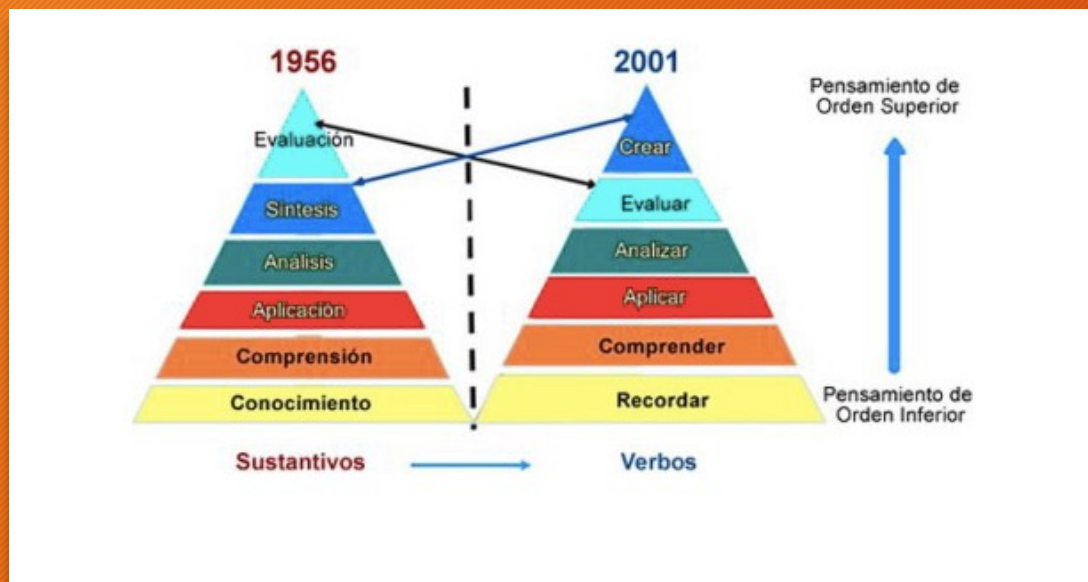 1956
Evaluación
Síntesis
Análisis
Aplicación
Comprensión
Conocimiento
Sustantivos
2001
Crear
Evaluar
Analizar
Aplicar
Comprender
Recordar
Verbos
Pensamiento de
Orden Superior
Pensamiento de
Orden Inferior